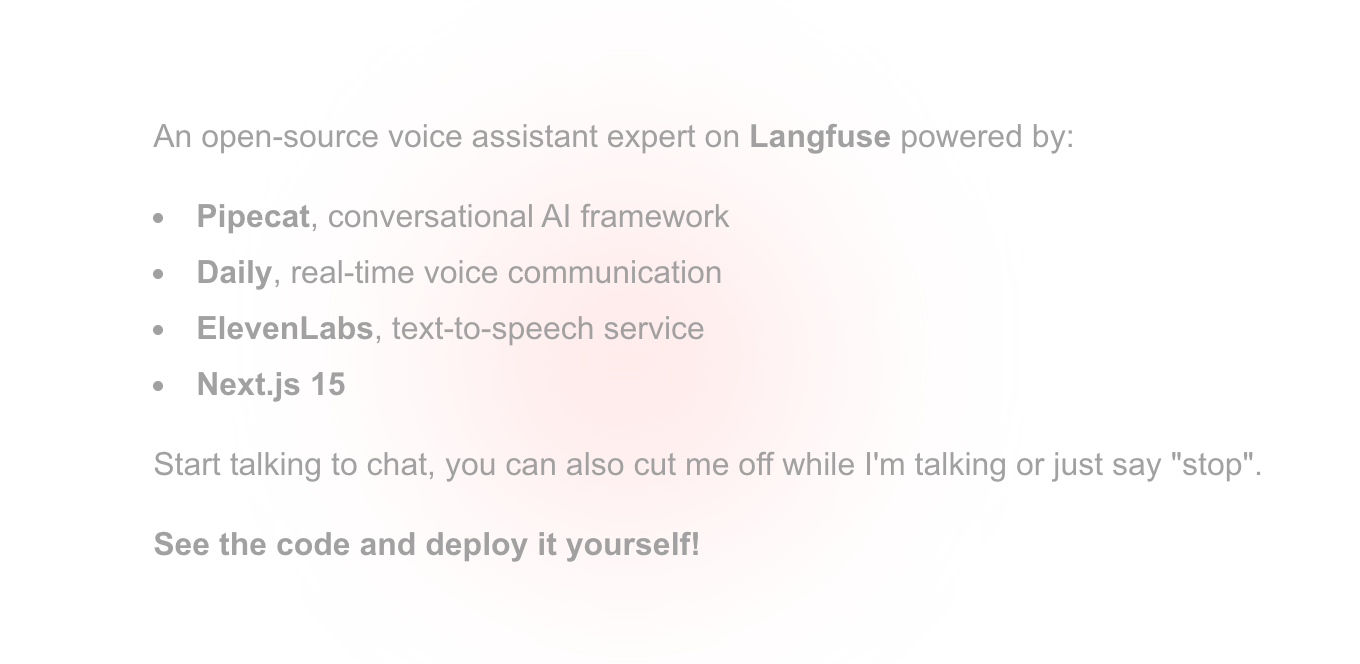 An open-source voice assistant expert on Langfuse powered by:
• Pipecat, conversational AI framework
• Daily, real-time voice communication
• ElevenLabs, text-to-speech service
• Next.js 15
Start talking to chat, you can also cut me off while I'm talking or just say "stop".
See the code and deploy it yourself!